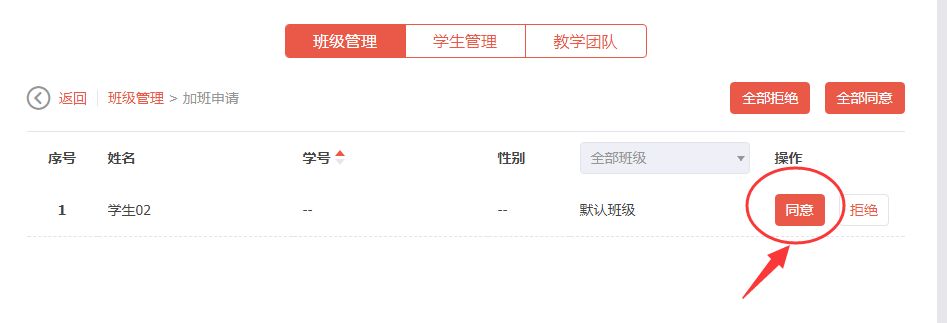 班级管理 学生管理 教学团队
返回 班级管理 > 加班申请 全部拒绝 全部同意
序号 姓名 学号 性别 全部班级 操作
1 学生02 -- -- 默认班级 同意 拒绝